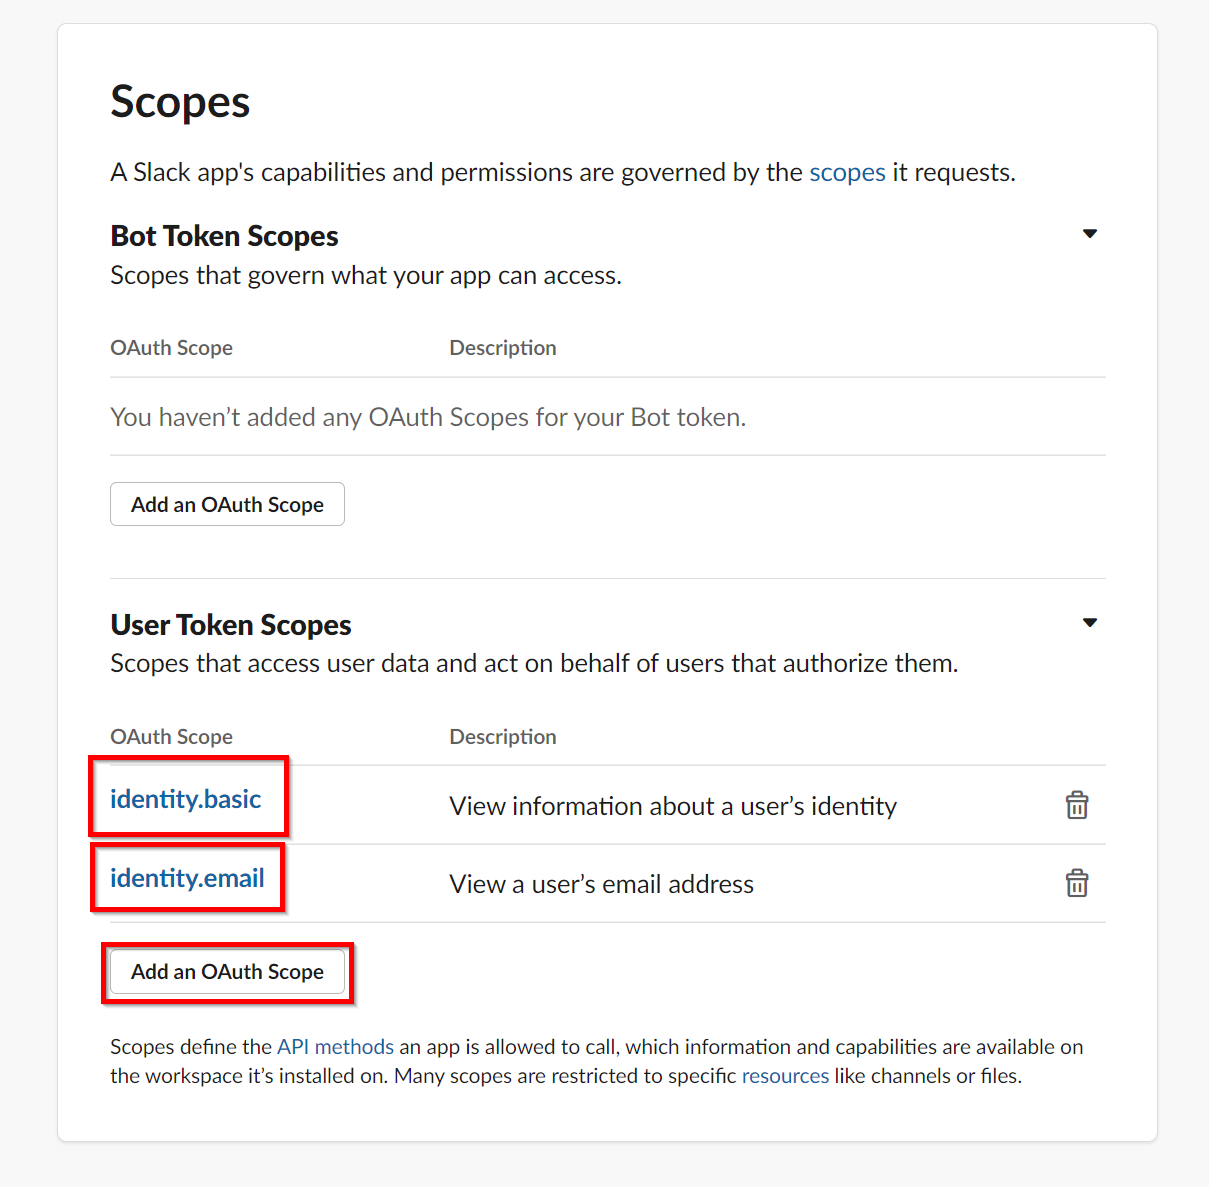 Scopes
A Slack app's capabilities and permissions are governed by the scopes it requests.
Bot Token Scopes
Scopes that govern what your app can access.
OAuth Scope Description
You haven’t added any OAuth Scopes for your Bot token.
Add an OAuth Scope
User Token Scopes
Scopes that access user data and act on behalf of users that authorize them.
OAuth Scope Description
identity.basic View information about a user’s identity
identity.email View a user’s email address
Add an OAuth Scope
Scopes define the API methods an app is allowed to call, which information and capabilities are available on
the workspace it’s installed on. Many scopes are restricted to specific resources like channels or files.